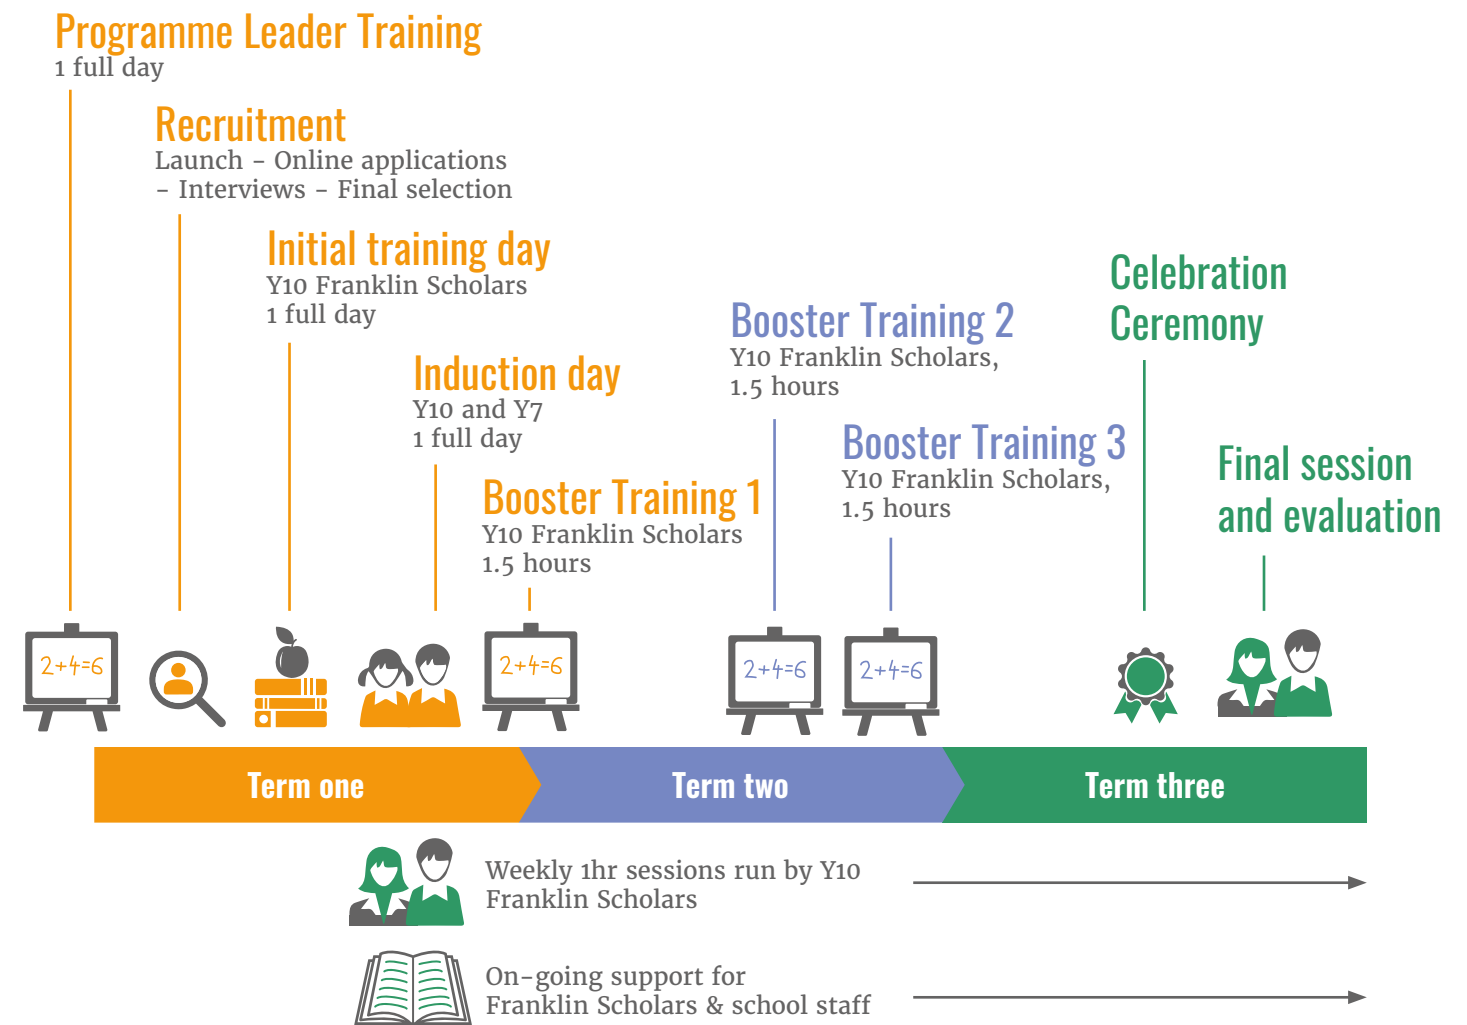 Programme Leader Training
1 full day
Recruitment
Launch – Online applications
– Interviews – Final selection
Initial training day
Y10 Franklin Scholars
1 full day
Induction day
Y10 and Y7
1 full day
Booster Training 1
Y10 Franklin Scholars
1.5 hours
Booster Training 2
Y10 Franklin Scholars,
1.5 hours
Booster Training 3
Y10 Franklin Scholars,
1.5 hours
Celebration
Ceremony
Final session
and evaluation
2+4=6
2+4=6
2+4=6
2+4=6
Term one
Term two
Term three
Weekly 1hr sessions run by Y10
Franklin Scholars
On-going support for
Franklin Scholars & school staff